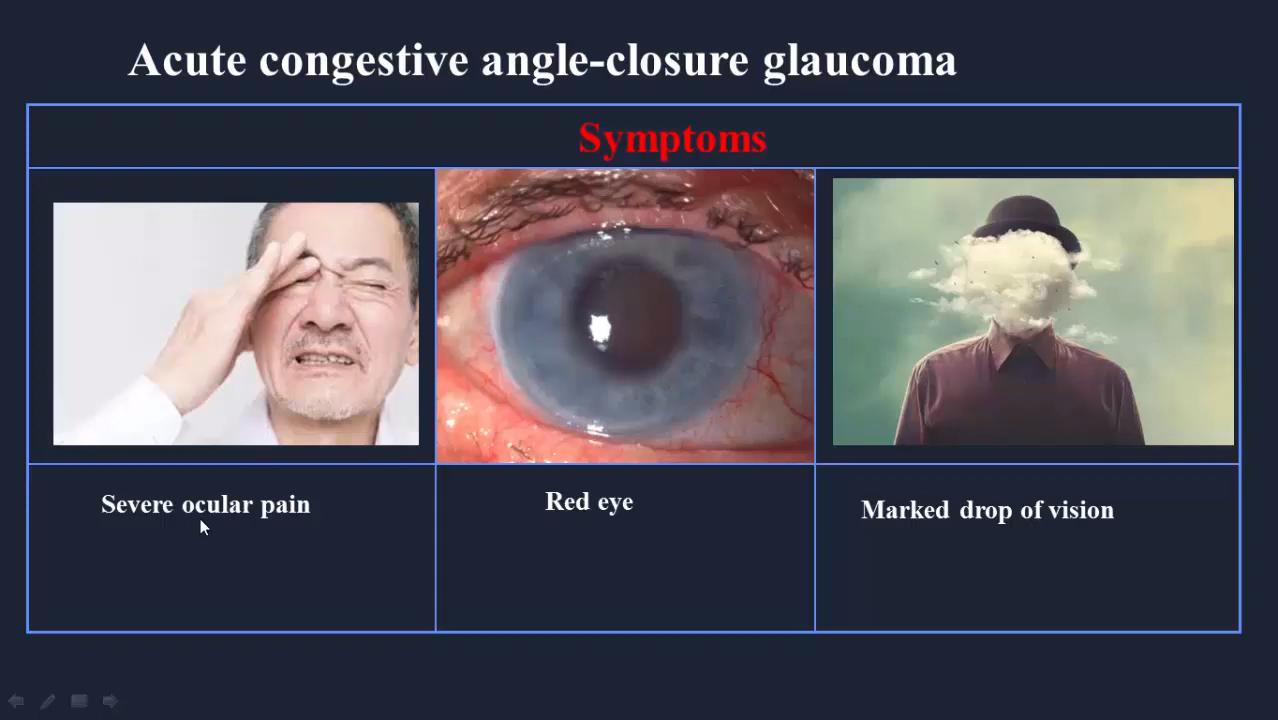 Acute congestive angle-closure glaucoma
Symptoms
Severe ocular pain
Red eye
Marked drop of vision